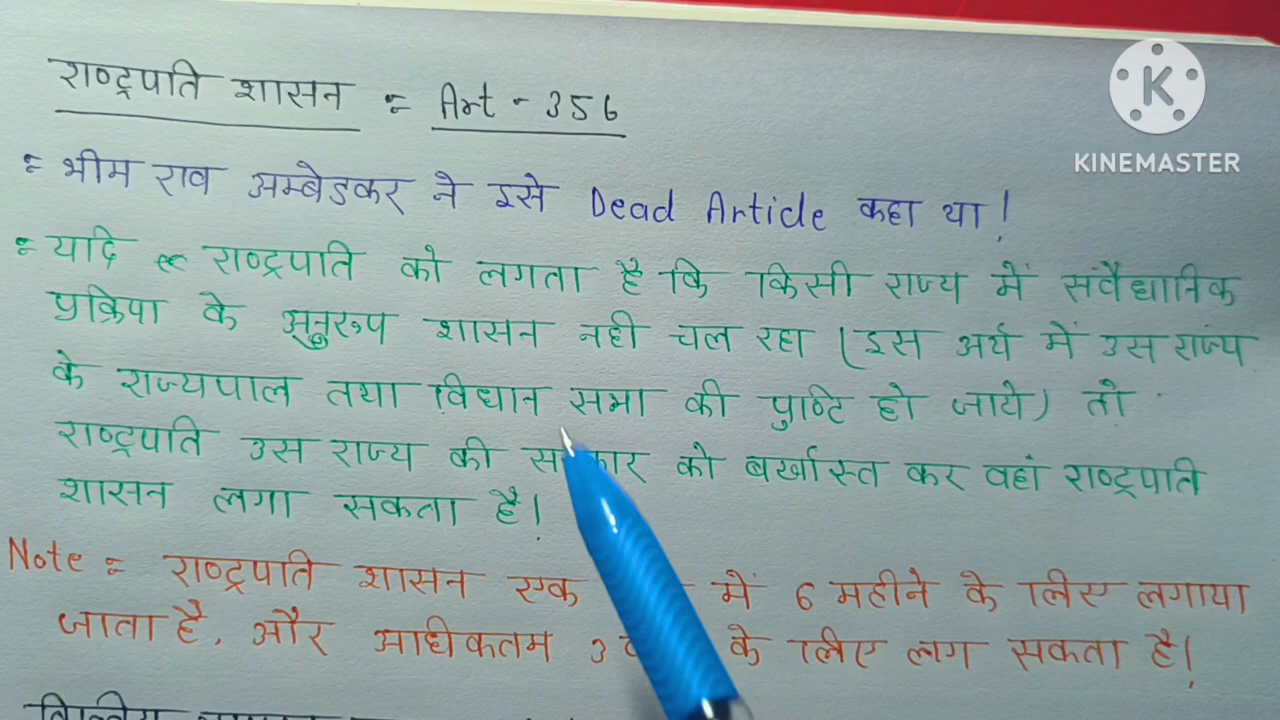 राष्ट्रपति शासन = Art - 356
K
KINEMASTER
= भीम राव अम्बेडकर ने इसे Dead Article कहा था!
= यदि राष्ट्रपति को लगता है कि किसी राज्य में संवैधानिक
प्रक्रिया के अनुरुप शासन नही चल रहा (इस अर्थ में उस राज्य
के राज्यपाल तथा विधान सभा की पुष्टि हो जाये) तो
राष्ट्रपति उस राज्य की को बर्खास्त कर वहां राष्ट्रपति
शासन लगा सकता है।
Note = राष्ट्रपति शासन एक में 6 महीने के लिए लगाया
जाता है, और अधिकतम 3 के लिए लग सकता है।